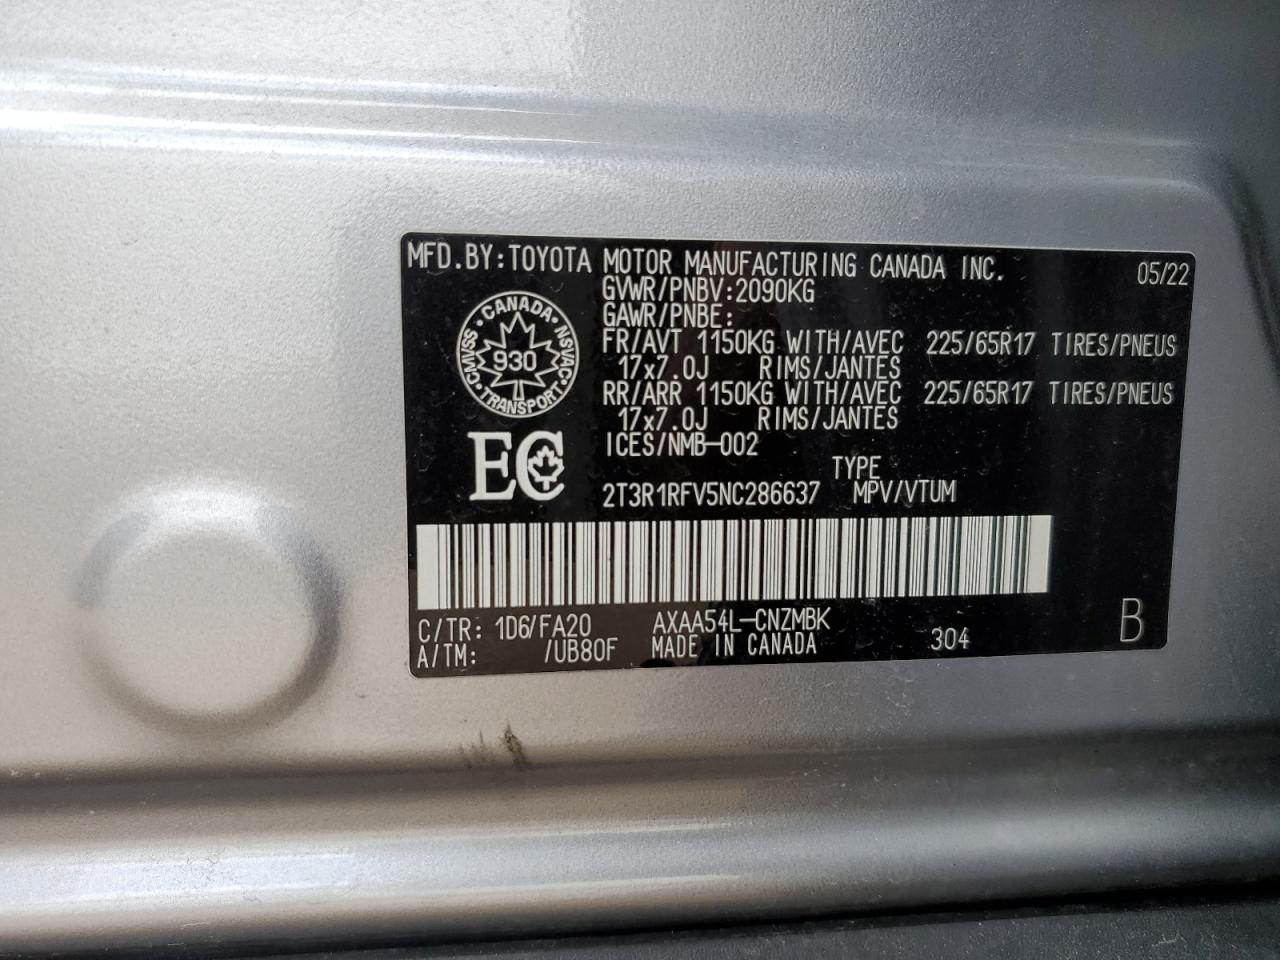 MFD.BY:TOYOTA MOTOR MANUFACTURING CANADA INC. 05/22
GVWR/PNBV:2090KG
GAWR/PNBE:
FR/AVT 1150KG WITH/AVEC 225/65R17 TIRES/PNEUS
17x7.0J RIMS/JANTES
RR/ARR 1150KG WITH/AVEC 225/65R17 TIRES/PNEUS
17x7.0J RIMS/JANTES
ICES/NMB-002
CANADA
CMVSS
NSVAC
930
TRANSPORT
EC
TYPE
2T3R1RFV5NC286637 MPV/VTUM
C/TR: 1D6/FA20 AXAA54L-CNZMBK
A/TM: /UB80F MADE IN CANADA 304 B